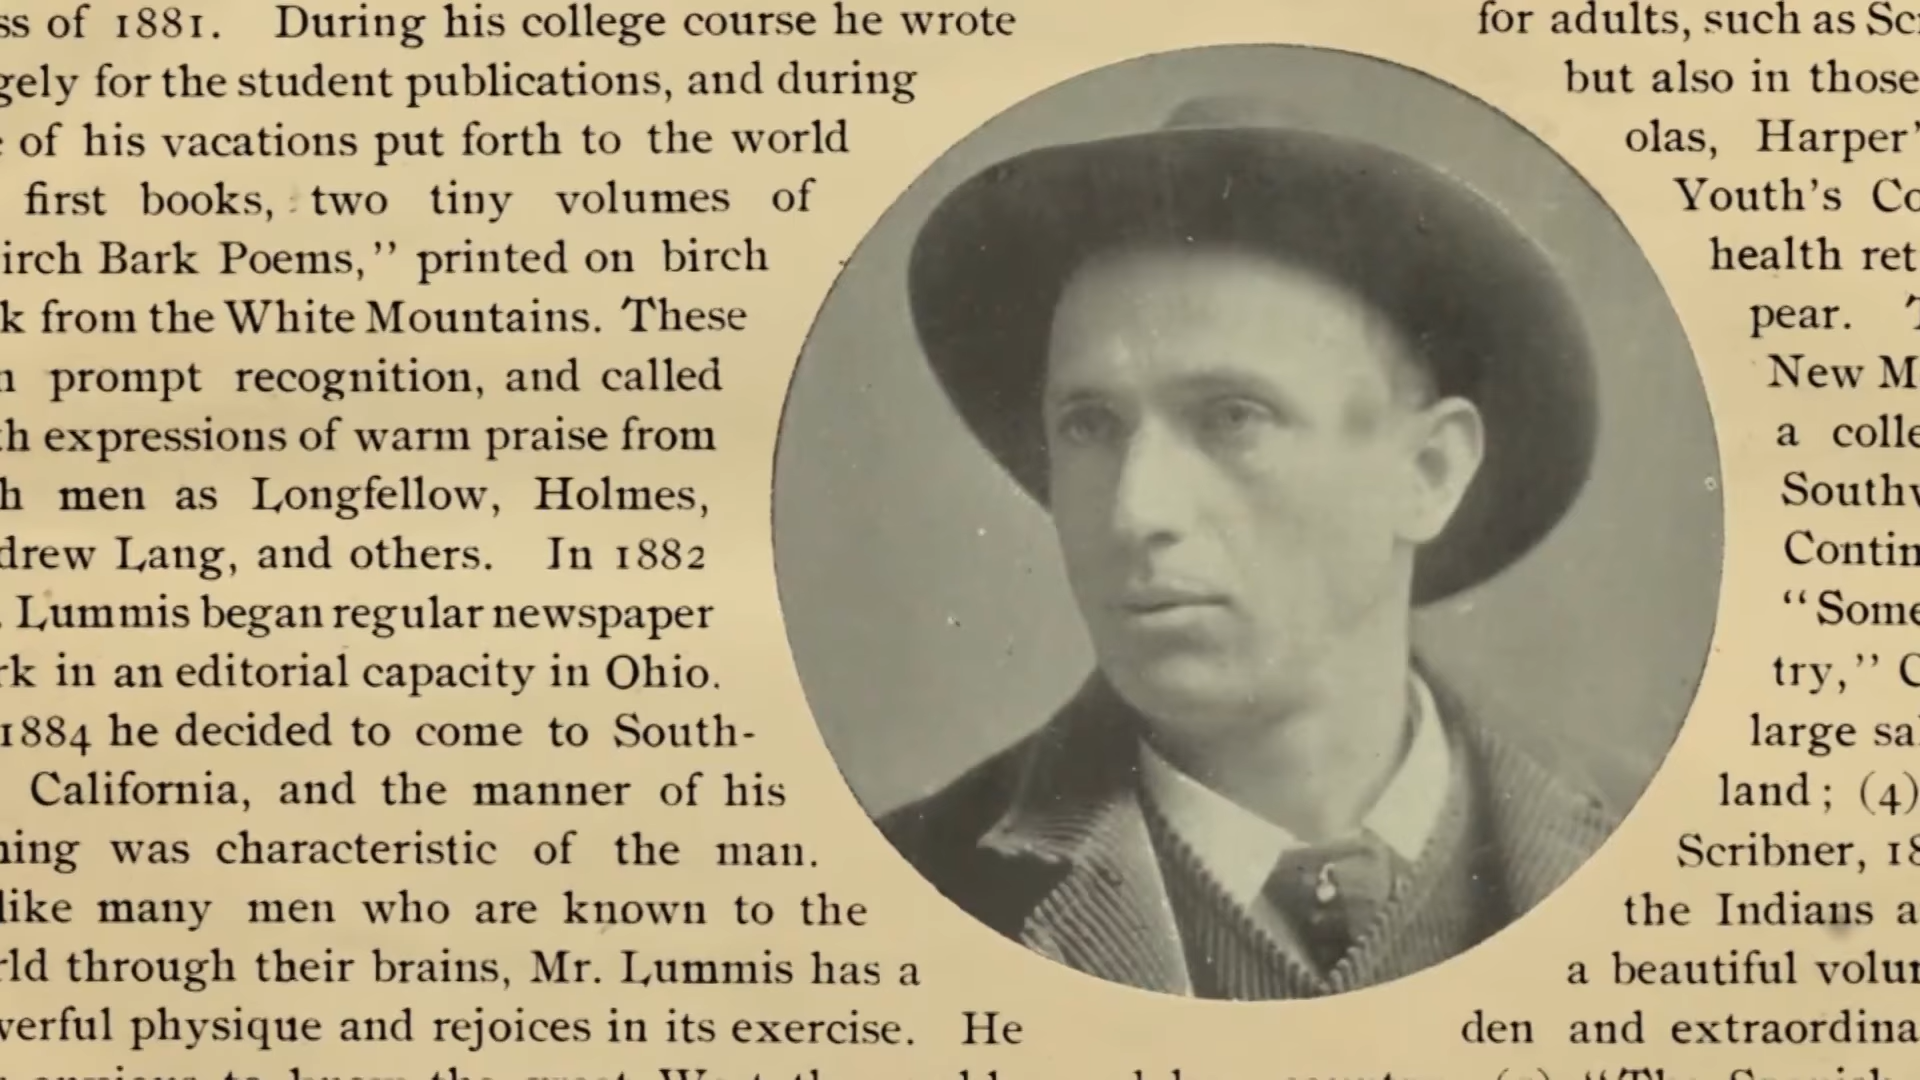 ss of 1881. During his college course he wrote
gely for the student publications, and during
of his vacations put forth to the world
first books, two tiny volumes of
irch Bark Poems," printed on birch
k from the White Mountains. These
prompt recognition, and called
h expressions of warm praise from
h men as Longfellow, Holmes,
drew Lang, and others. In 1882
Lummis began regular newspaper
rk in an editorial capacity in Ohio.
1884 he decided to come to South-
California, and the manner of his
ning was characteristic of the man.
like many men who are known to the
rld through their brains, Mr. Lummis has a
verful physique and rejoices in its exercise. He
for adults, such as Sc
but also in those
olas, Harper'
Youth's Co
health ret
pear.
New M
a colle
Southw
Contin
"Some
try," C
large sa
land; (4)
Scribner, 18
the Indians a
a beautiful volu
den and extraordina